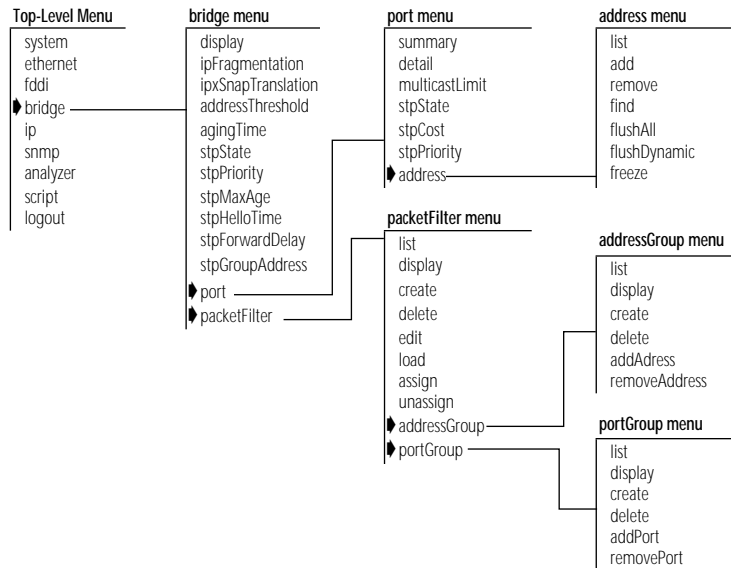 Top-Level Menu
system
ethernet
fddi
bridge
ip
snmp
analyzer
script
logout
bridge menu
display
ipFragmentation
ipxSnapTranslation
addressThreshold
agingTime
stpState
stpPriority
stpMaxAge
stpHelloTime
stpForwardDelay
stpGroupAddress
port
packetFilter
port menu
summary
detail
multicastLimit
stpState
stpCost
stpPriority
address
packetFilter menu
list
display
create
delete
edit
load
assign
unassign
addressGroup
portGroup
address menu
list
add
remove
find
flushAll
flushDynamic
freeze
addressGroup menu
list
display
create
delete
addAdress
removeAddress
portGroup menu
list
display
create
delete
addPort
removePort